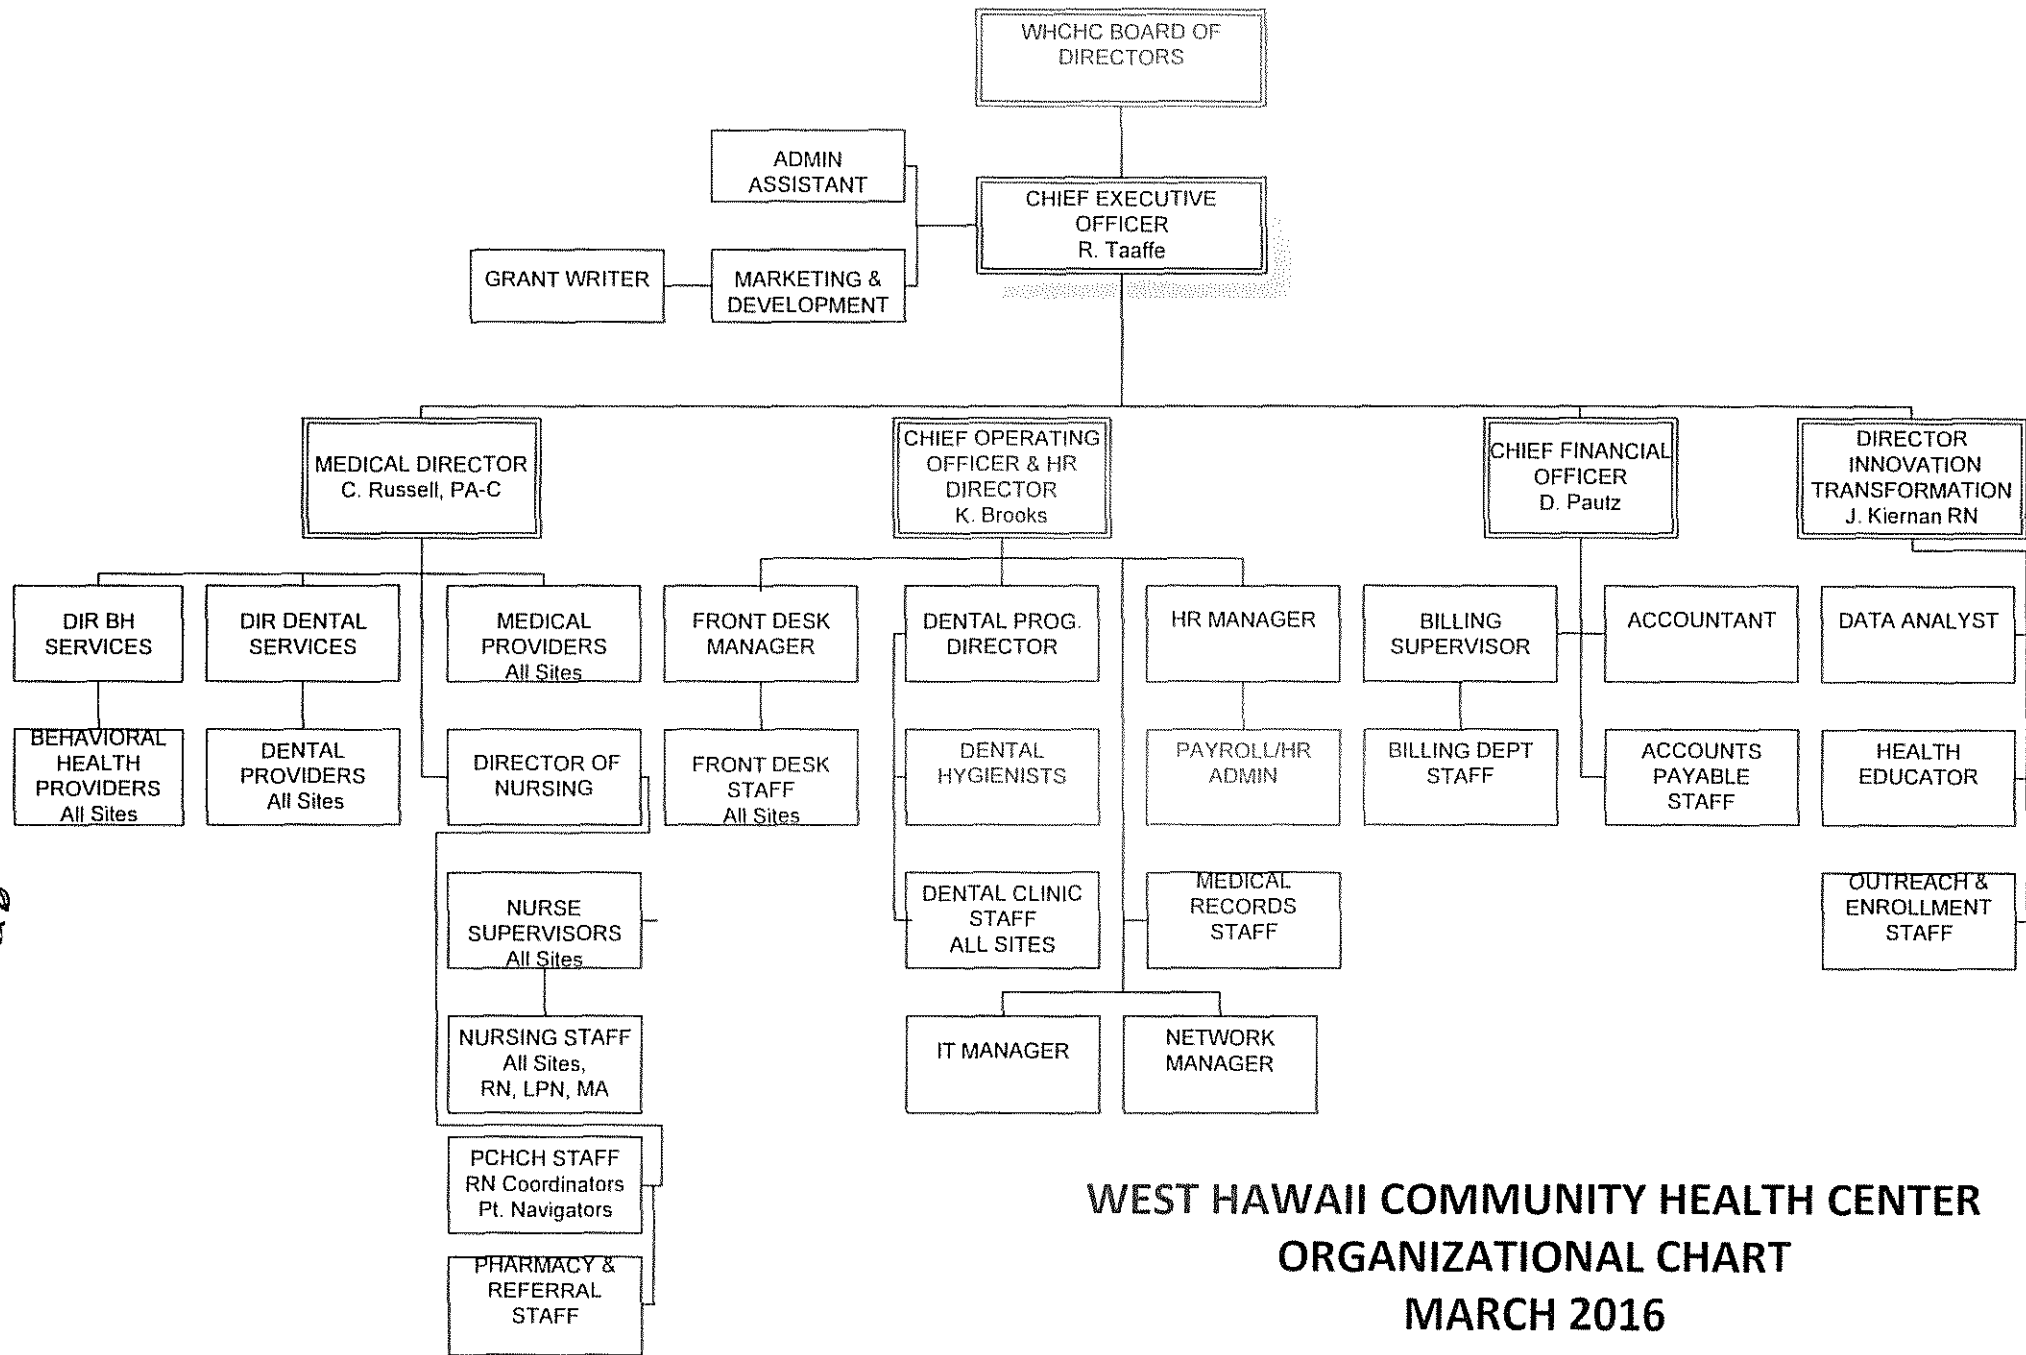 WHCHC BOARD OF
DIRECTORS
ADMIN
ASSISTANT
CHIEF EXECUTIVE
OFFICER
R. Taaffe
GRANT WRITER
MARKETING &
DEVELOPMENT
MEDICAL DIRECTOR
C. Russell, PA-C
CHIEF OPERATING
OFFICER & HR
DIRECTOR
K. Brooks
CHIEF FINANCIAL
OFFICER
D. Pautz
DIRECTOR
INNOVATION
TRANSFORMATION
J. Kiernan RN
DIR BH
SERVICES
DIR DENTAL
SERVICES
MEDICAL
PROVIDERS
All Sites
FRONT DESK
MANAGER
DENTAL PROG.
DIRECTOR
HR MANAGER
BILLING
SUPERVISOR
ACCOUNTANT
DATA ANALYST
BEHAVIORAL
HEALTH
PROVIDERS
All Sites
DENTAL
PROVIDERS
All Sites
DIRECTOR OF
NURSING
FRONT DESK
STAFF
All Sites
DENTAL
HYGIENISTS
PAYROLL/HR
ADMIN
BILLING DEPT
STAFF
ACCOUNTS
PAYABLE
STAFF
HEALTH
EDUCATOR
NURSE
SUPERVISORS
All Sites
DENTAL CLINIC
STAFF
ALL SITES
MEDICAL
RECORDS
STAFF
OUTREACH &
ENROLLMENT
STAFF
NURSING STAFF
All Sites,
RN, LPN, MA
IT MANAGER
NETWORK
MANAGER
PCHCH STAFF
RN Coordinators
Pt. Navigators
PHARMACY &
REFERRAL
STAFF
WEST HAWAII COMMUNITY HEALTH CENTER
ORGANIZATIONAL CHART
MARCH 2016